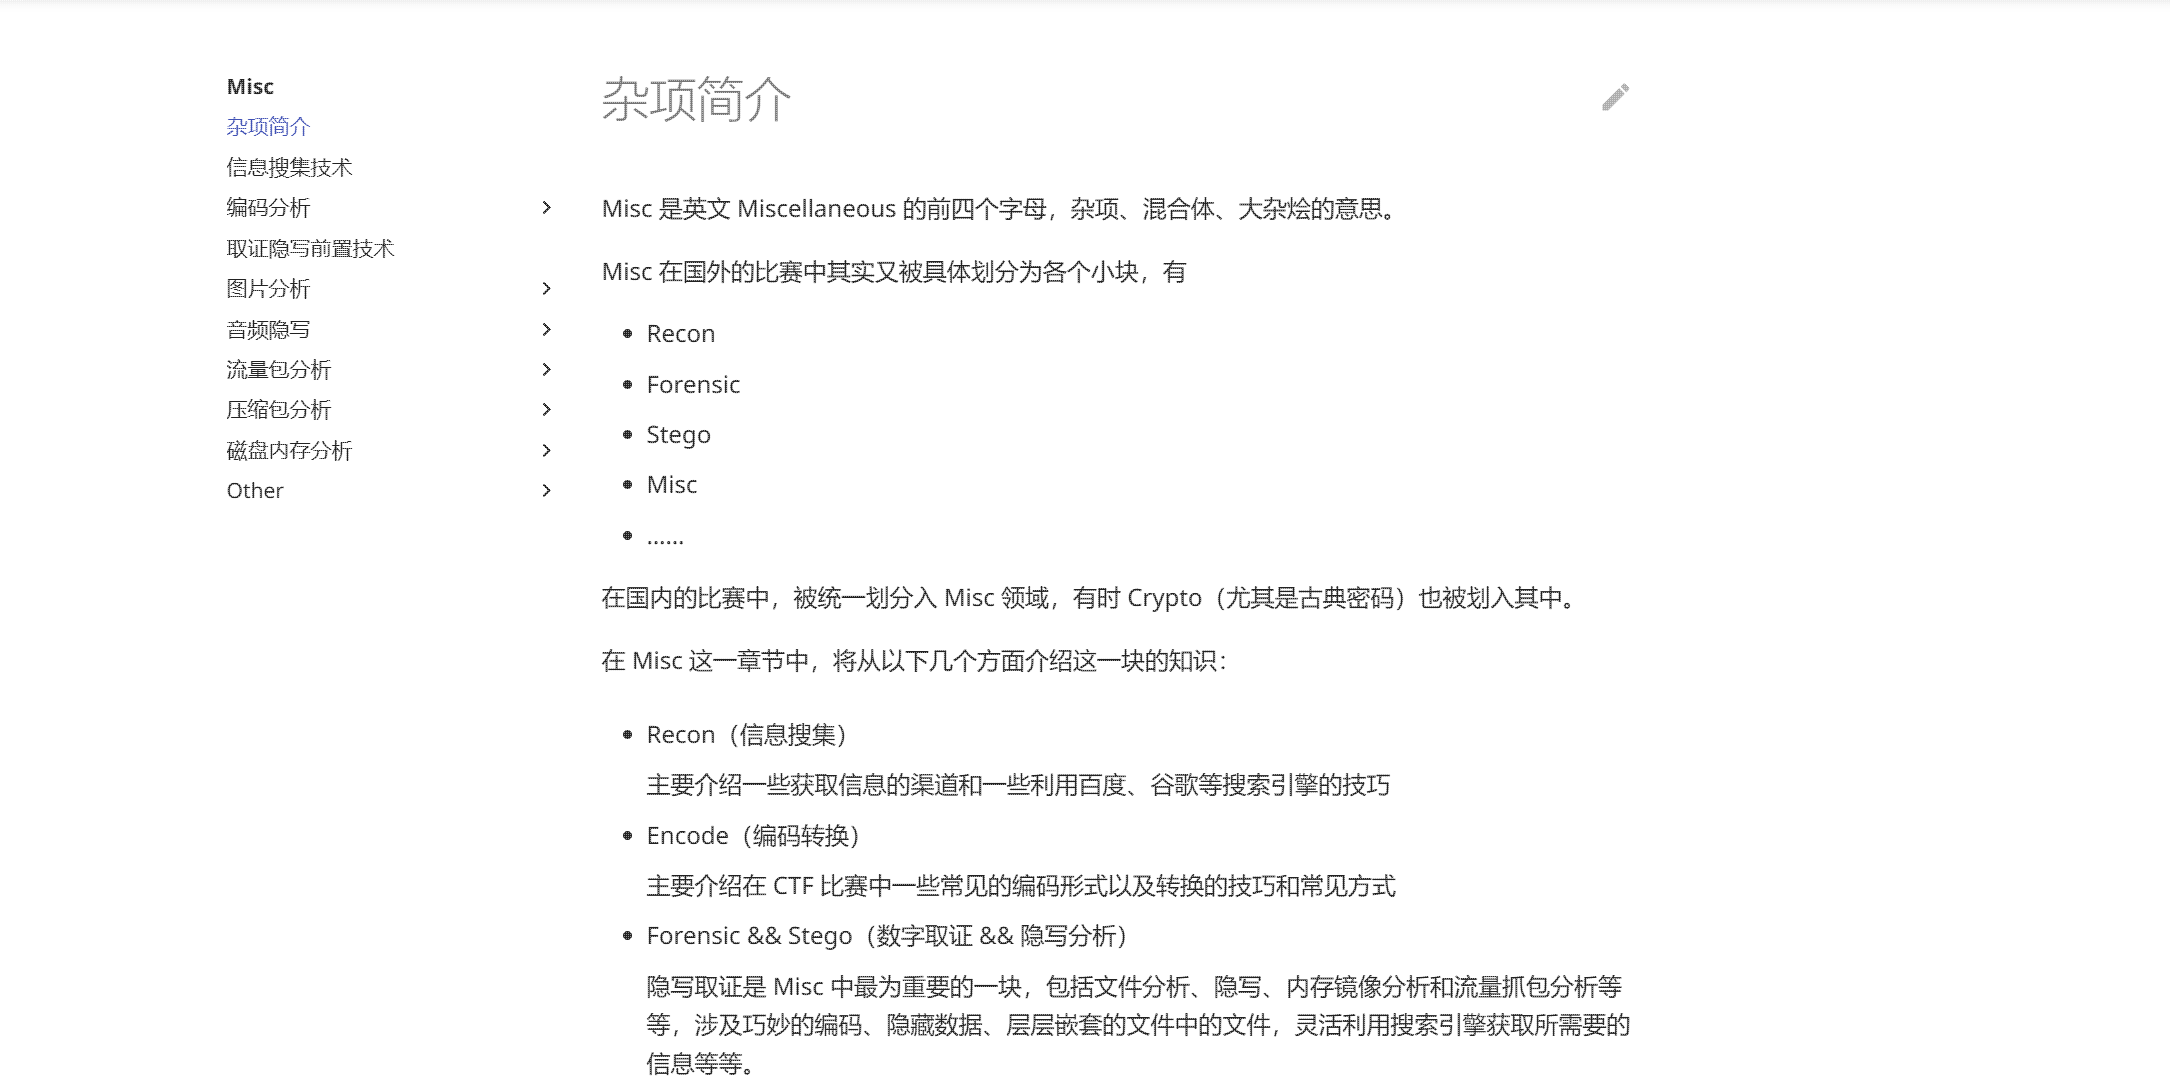 Misc
杂项简介
信息搜集技术
编码分析
取证隐写前置技术
图片分析
音频隐写
流量包分析
压缩包分析
磁盘内存分析
Other
杂项简介
Misc 是英文 Miscellaneous 的前四个字母，杂项、混合体、大杂烩的意思。
Misc 在国外的比赛中其实又被具体划分为各个小块，有
• Recon
• Forensic
• Stego
• Misc
• ......
在国内的比赛中，被统一划分入 Misc 领域，有时 Crypto（尤其是古典密码）也被划入其中。
在 Misc 这一章节中，将从以下几个方面介绍这一块的知识：
• Recon（信息搜集）
主要介绍一些获取信息的渠道和一些利用百度、谷歌等搜索引擎的技巧
• Encode（编码转换）
主要介绍在 CTF 比赛中一些常见的编码形式以及转换的技巧和常见方式
• Forensic && Stego（数字取证 && 隐写分析）
隐写取证是 Misc 中最为重要的一块，包括文件分析、隐写、内存镜像分析和流量抓包分析等
等，涉及巧妙的编码、隐藏数据、层层嵌套的文件中的文件，灵活利用搜索引擎获取所需要的
信息等等。